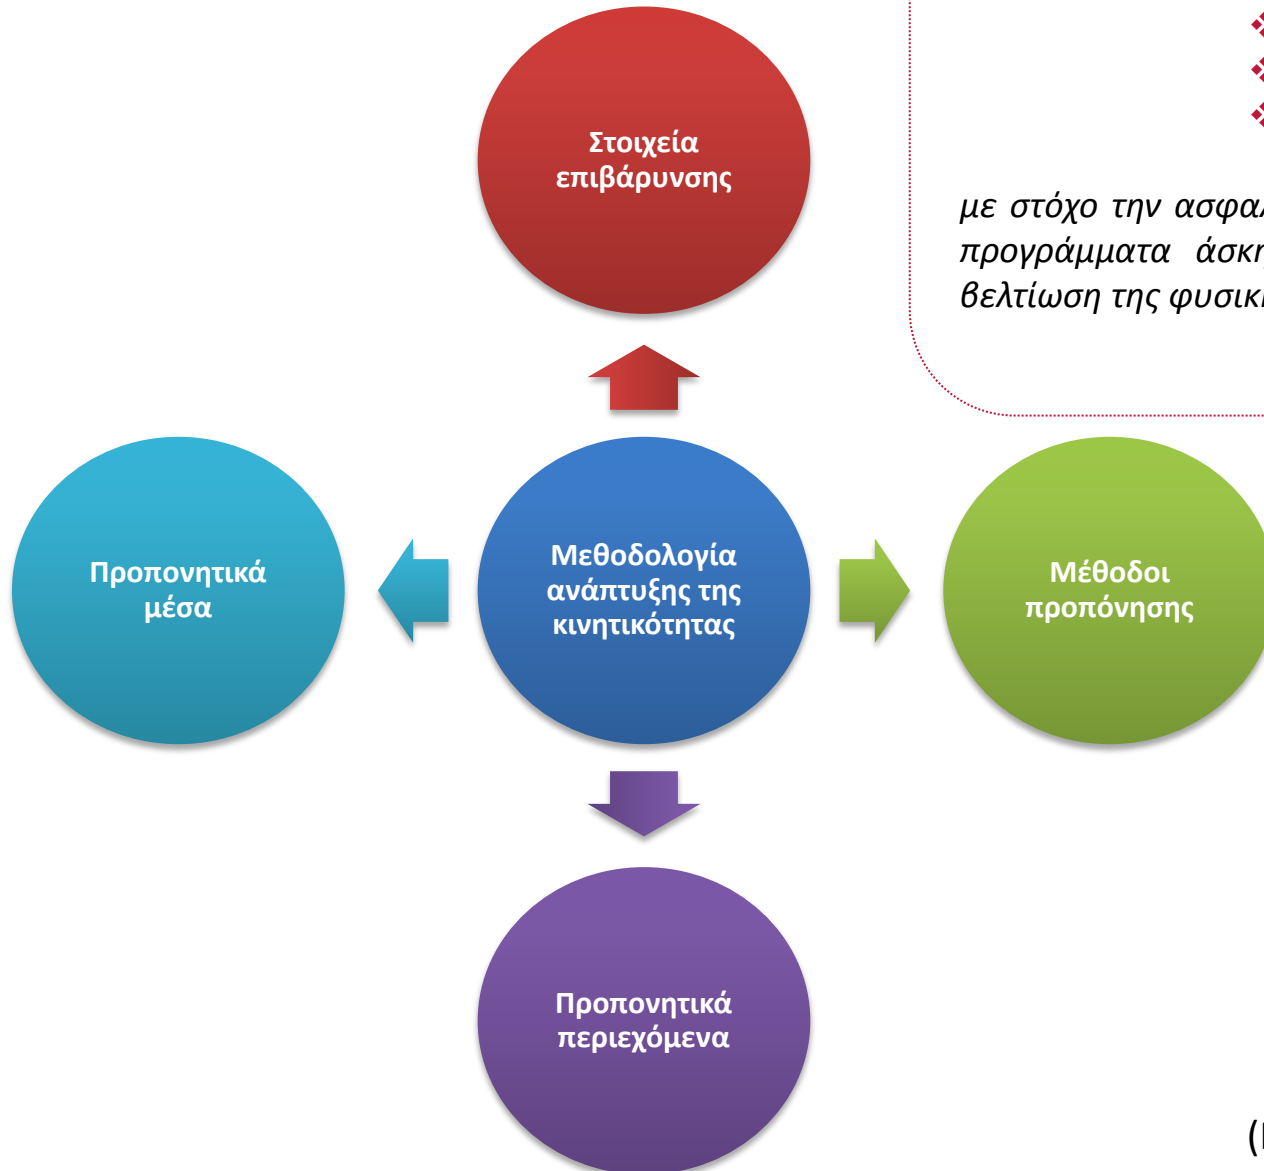 Στοιχεία
επιβάρυνσης
με στόχο την
προγράμματα
βελτίωση της
Προπονητικά
μέσα
Μεθοδολογία
ανάπτυξης της
κινητικότητας
Μέθοδοι
προπόνησης
Προπονητικά
περιεχόμενα